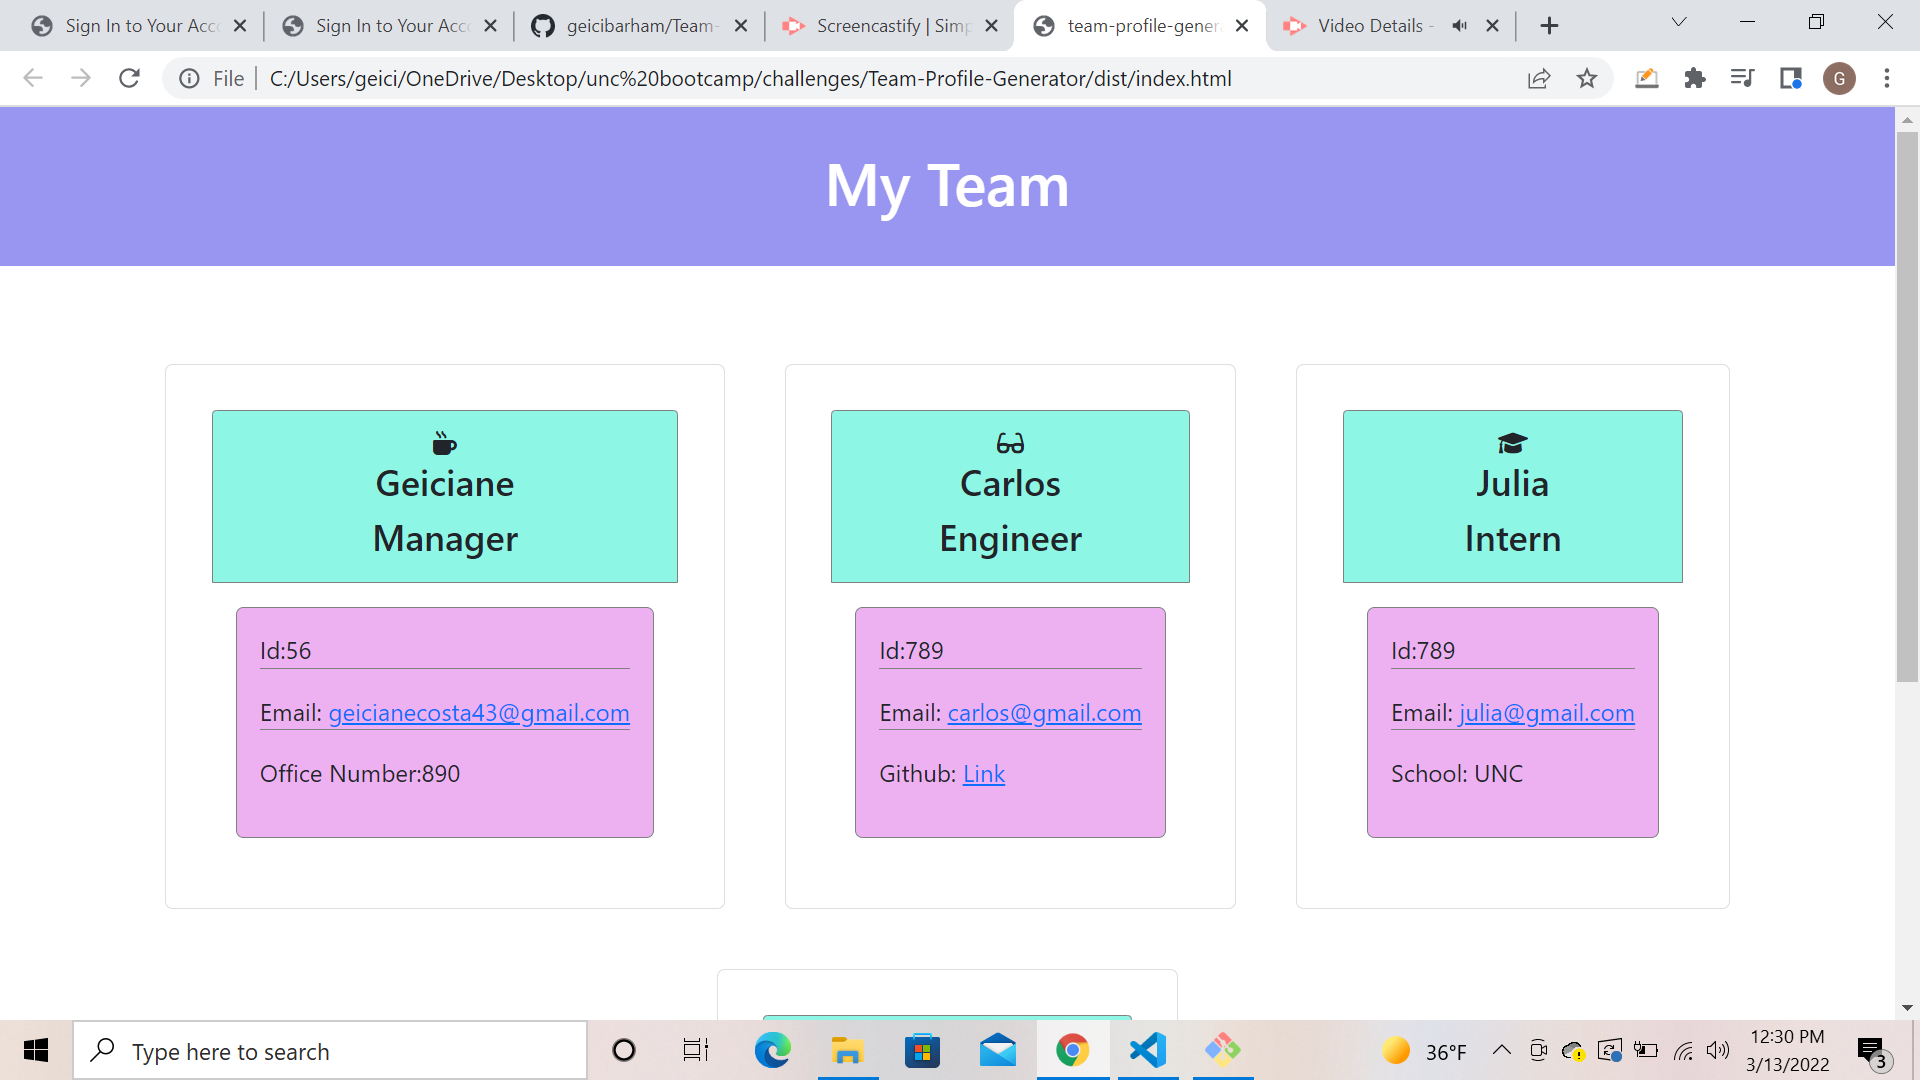 Sign In to Your Acco
Sign In to Your Acco
geicibarham/Team-
Screencastify | Simp
team-profile-gener
Video Details -
File
C:/Users/geici/OneDrive/Desktop/unc%20bootcamp/challenges/Team-Profile-Generator/dist/index.html
G
My Team
Geiciane
Manager
Id:56
Email: geicianecosta43@gmail.com
Office Number:890
Carlos
Engineer
Id:789
Email: carlos@gmail.com
Github: Link
Julia
Intern
Id:789
Email: julia@gmail.com
School: UNC
Type here to search
36°F
12:30 PM
3/13/2022
3